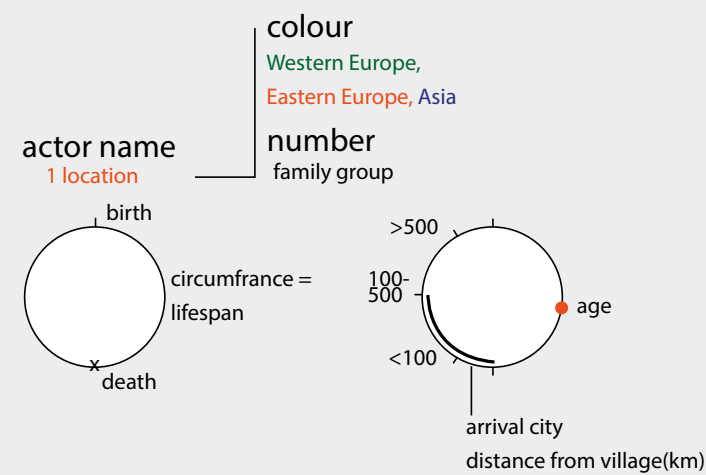 colour
Western Europe,
Eastern Europe, Asia
number
family group
actor name
1 location
birth
circumfrance =
lifespan
x
death
>500
100-
500
<100
age
arrival city
distance from village(km)